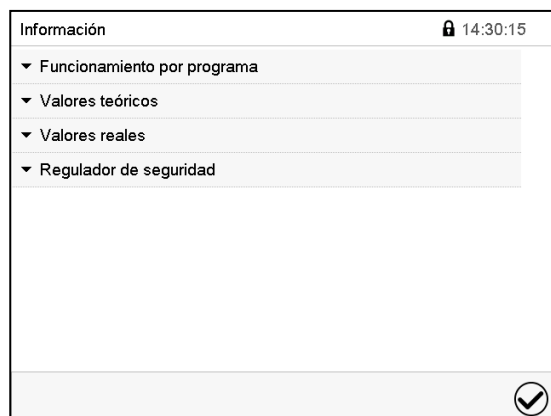 Información 14:30:15
Funcionamiento por programa
Valores teóricos
Valores reales
Regulador de seguridad